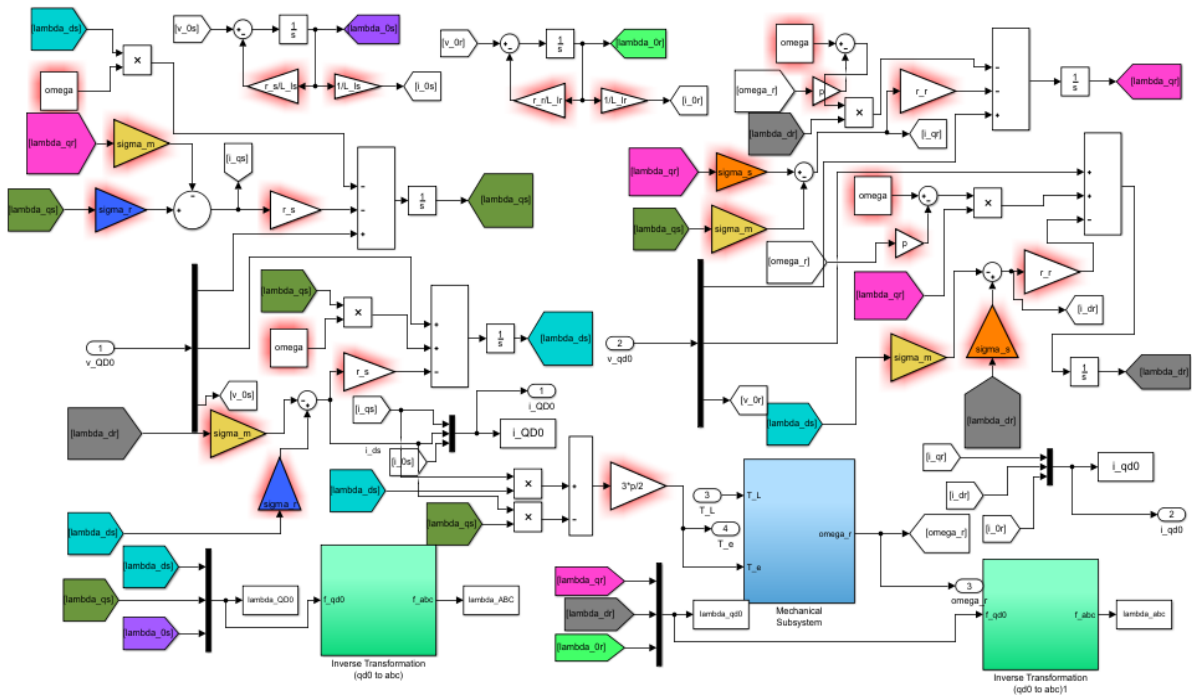 [lambda_ds]
×
omega
[lambda_qr]
sigma_m
[lambda_qs]
sigma_r
[i_qs]
r_s
1
s
[lambda_qs]
[v_0s]
1
s
[lambda_0s]
r_s/L_ls
1/L_ls
[i_0s]
[v_0r]
1
s
[lambda_0r]
r_r/L_lr
1/L_lr
[i_0r]
omega
[omega_r]
p
×
[lambda_dr]
r_r
[i_qr]
1
s
[lambda_qr]
[lambda_qr]
sigma_s
[lambda_qs]
sigma_m
omega
×
[omega_r]
p
[lambda_qr]
r_r
[i_dr]
sigma_m
sigma_s
1
s
[lambda_dr]
[lambda_dr]
1
v_QD0
[lambda_qs]
×
omega
r_s
1
s
[lambda_ds]
[v_0s]
[lambda_dr]
sigma_m
sigma_r
[lambda_ds]
[i_qs]
i_ds
[i_0s]
1
i_QD0
i_QD0
2
v_qd0
[v_0r]
[lambda_ds]
[lambda_ds]
×
[lambda_qs]
×
3*p/2
3
T_L
4
T_e
T_L
T_e
omega_r
Mechanical
Subsystem
[omega_r]
3
omega_r
[i_qr]
[i_dr]
[i_0r]
i_qd0
2
i_qd0
[lambda_ds]
[lambda_qs]
[lambda_0s]
lambda_QD0
f_qd0
f_abc
Inverse Transformation
(qd0 to abc)
lambda_ABC
[lambda_qr]
[lambda_dr]
[lambda_0r]
lambda_qd0
f_qd0
f_abc
Inverse Transformation
(qd0 to abc)1
lambda_abc